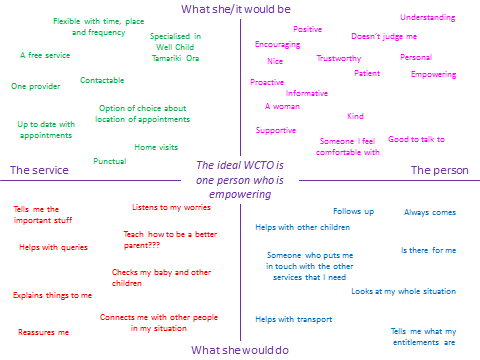 What she/it would be
Flexible with time, place
and frequency
Specialised in
Well Child
Tamariki Ora
A free service
Contactable
One provider
Option of choice about
location of appointments
Up to date with
appointments
Home visits
Punctual
Understanding
Positive
Doesn't judge me
Encouraging
Nice
Trustworthy
Personal
Patient
Empowering
Proactive
Informative
A woman
Kind
Supportive
Someone I feel
comfortable with
Good to talk to
The service
The ideal WCTO is
one person who is
empowering
The person
Tells me the
important stuff
Listens to my worries
Teach how to be a better
parent???
Helps with queries
Checks my baby and other
children
Explains things to me
Connects me with other people
in my situation
Reassures me
Follows up
Always comes
Helps with other children
Is there for me
Someone who puts me
in touch with the other
services that I need
Looks at my whole situation
Helps with transport
Tells me what my
entitlements are
What she would do